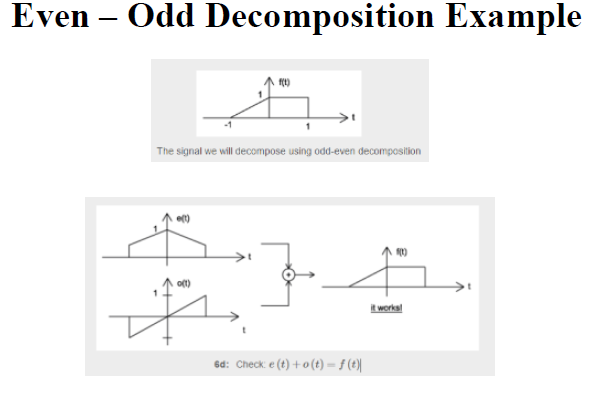 Even – Odd Decomposition Example
f(t)
1
t
-1
1
The signal we will decompose using odd-even decomposition
e(t)
1
t
f(t)
o(t)
1
t
t
it works!
6d: Check: e (t) + o (t) = f (t)|